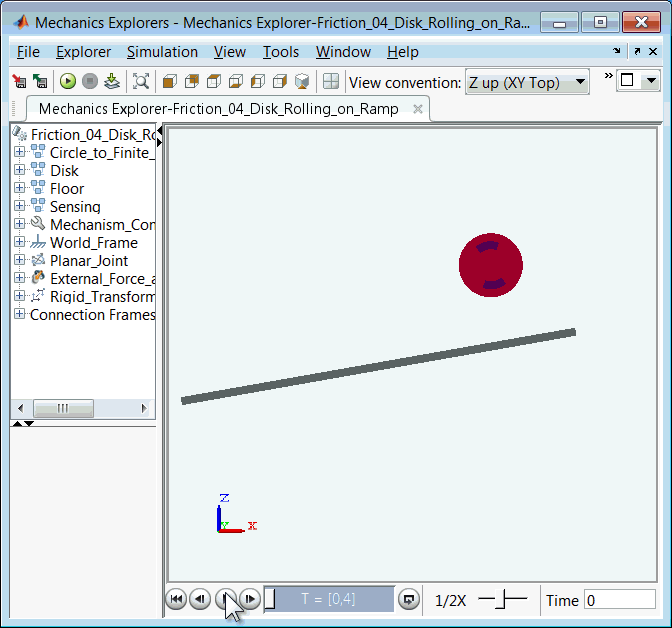 Mechanics Explorers - Mechanics Explorer-Friction_04_Disk_Rolling_on_Ra...
File Explorer Simulation View Tools Window Help
View convention: Z up (XY Top) »
Mechanics Explorer-Friction_04_Disk_Rolling_on_Ramp
Friction_04_Disk_Ro
Circle_to_Finite_
Disk
Floor
Sensing
Mechanism_Con
World_Frame
Planar_Joint
External_Force_a
Rigid_Transform
Connection Frames
Z
Y X
T = [0,4] 1/2X Time 0